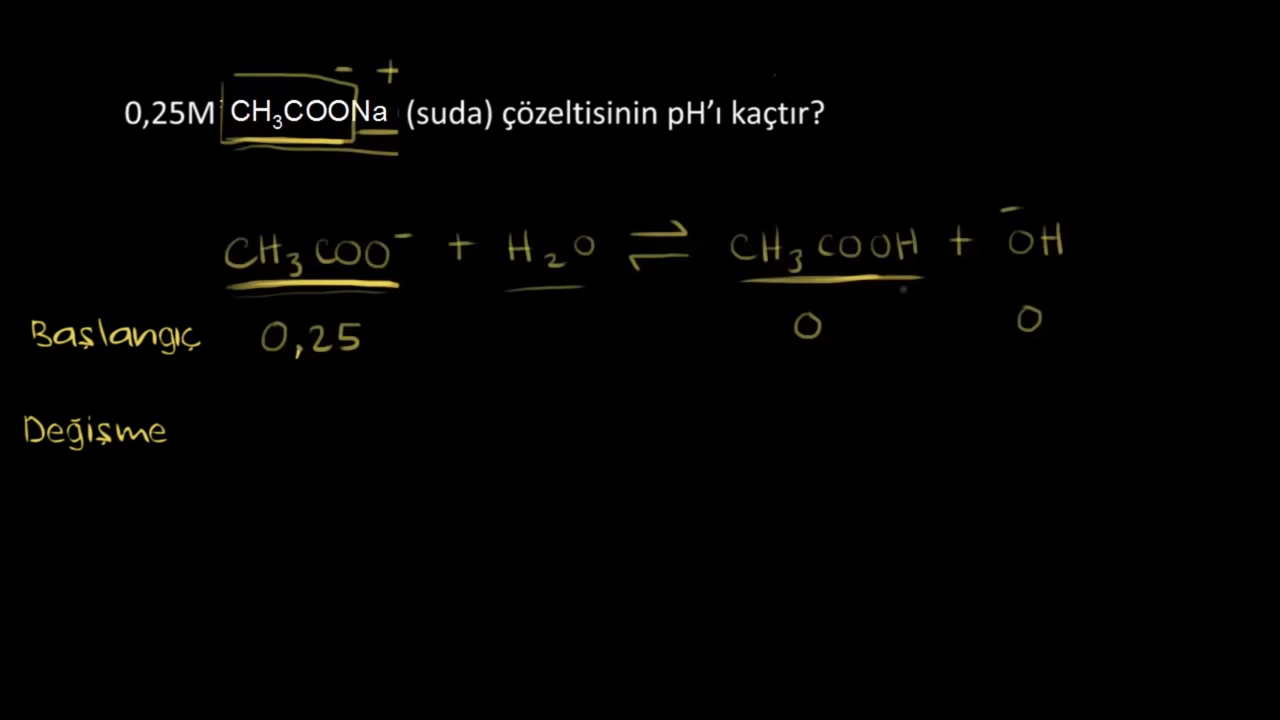 - +
0,25M CH₃COONa (suda) çözeltisinin pH’ı kaçtır?
CH₃COO⁻ + H₂O ⇌ CH₃COOH + ⁻OH
Başlangıç 0,25 0 0
Değişme